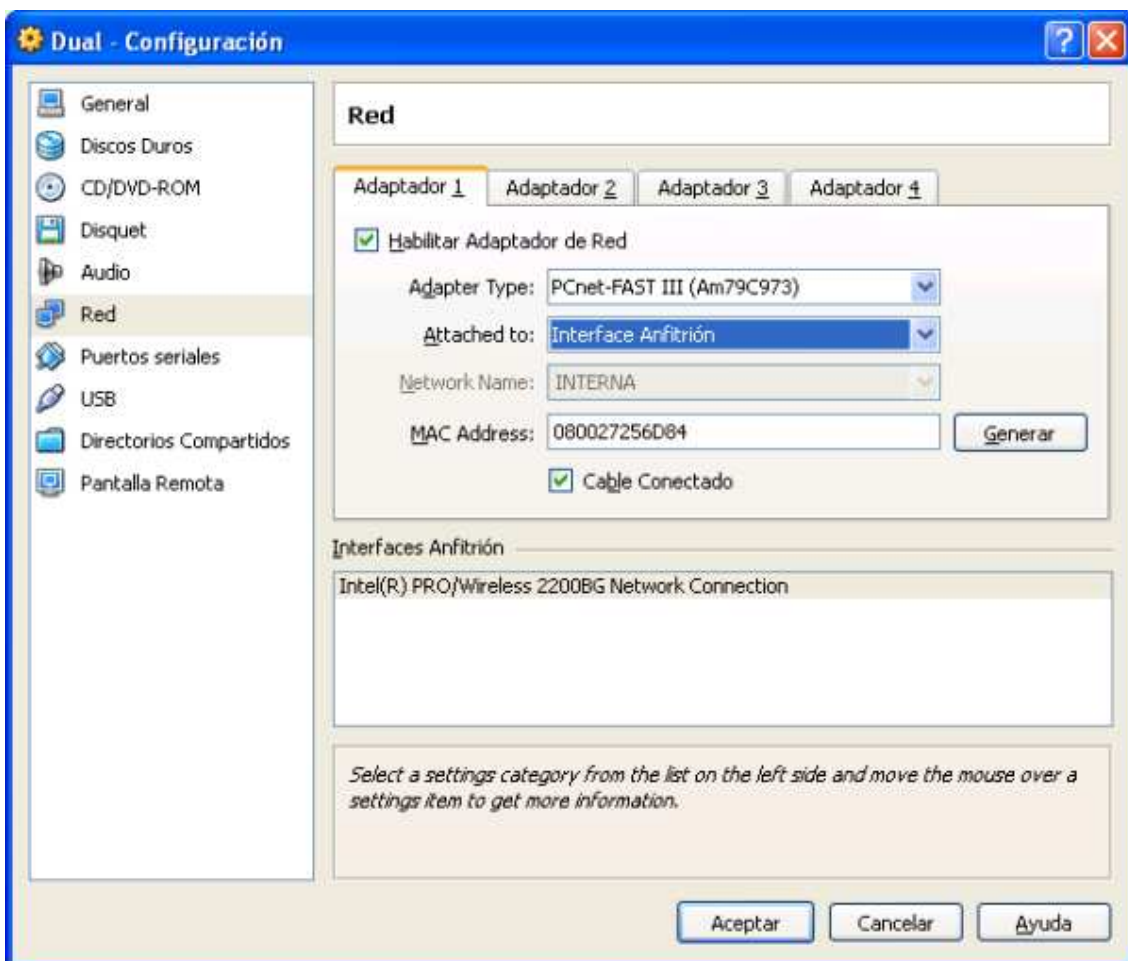 Dual - Configuración
General
Discos Duros
CD/DVD-ROM
Disquet
Audio
Red
Puertos seriales
USB
Directorios Compartidos
Pantalla Remota
Red
Adaptador 1 Adaptador 2 Adaptador 3 Adaptador 4
Habilitar Adaptador de Red
Adapter Type: PCnet-FAST III (Am79C973)
Attached to: Interface Anfitrión
Network Name: INTERNA
MAC Address: 080027256D84 Generar
Cable Conectado
Interfaces Anfitrión
Intel(R) PRO/Wireless 2200BG Network Connection
Select a settings category from the list on the left side and move the mouse over a
settings item to get more information.
Aceptar Cancelar Ayuda